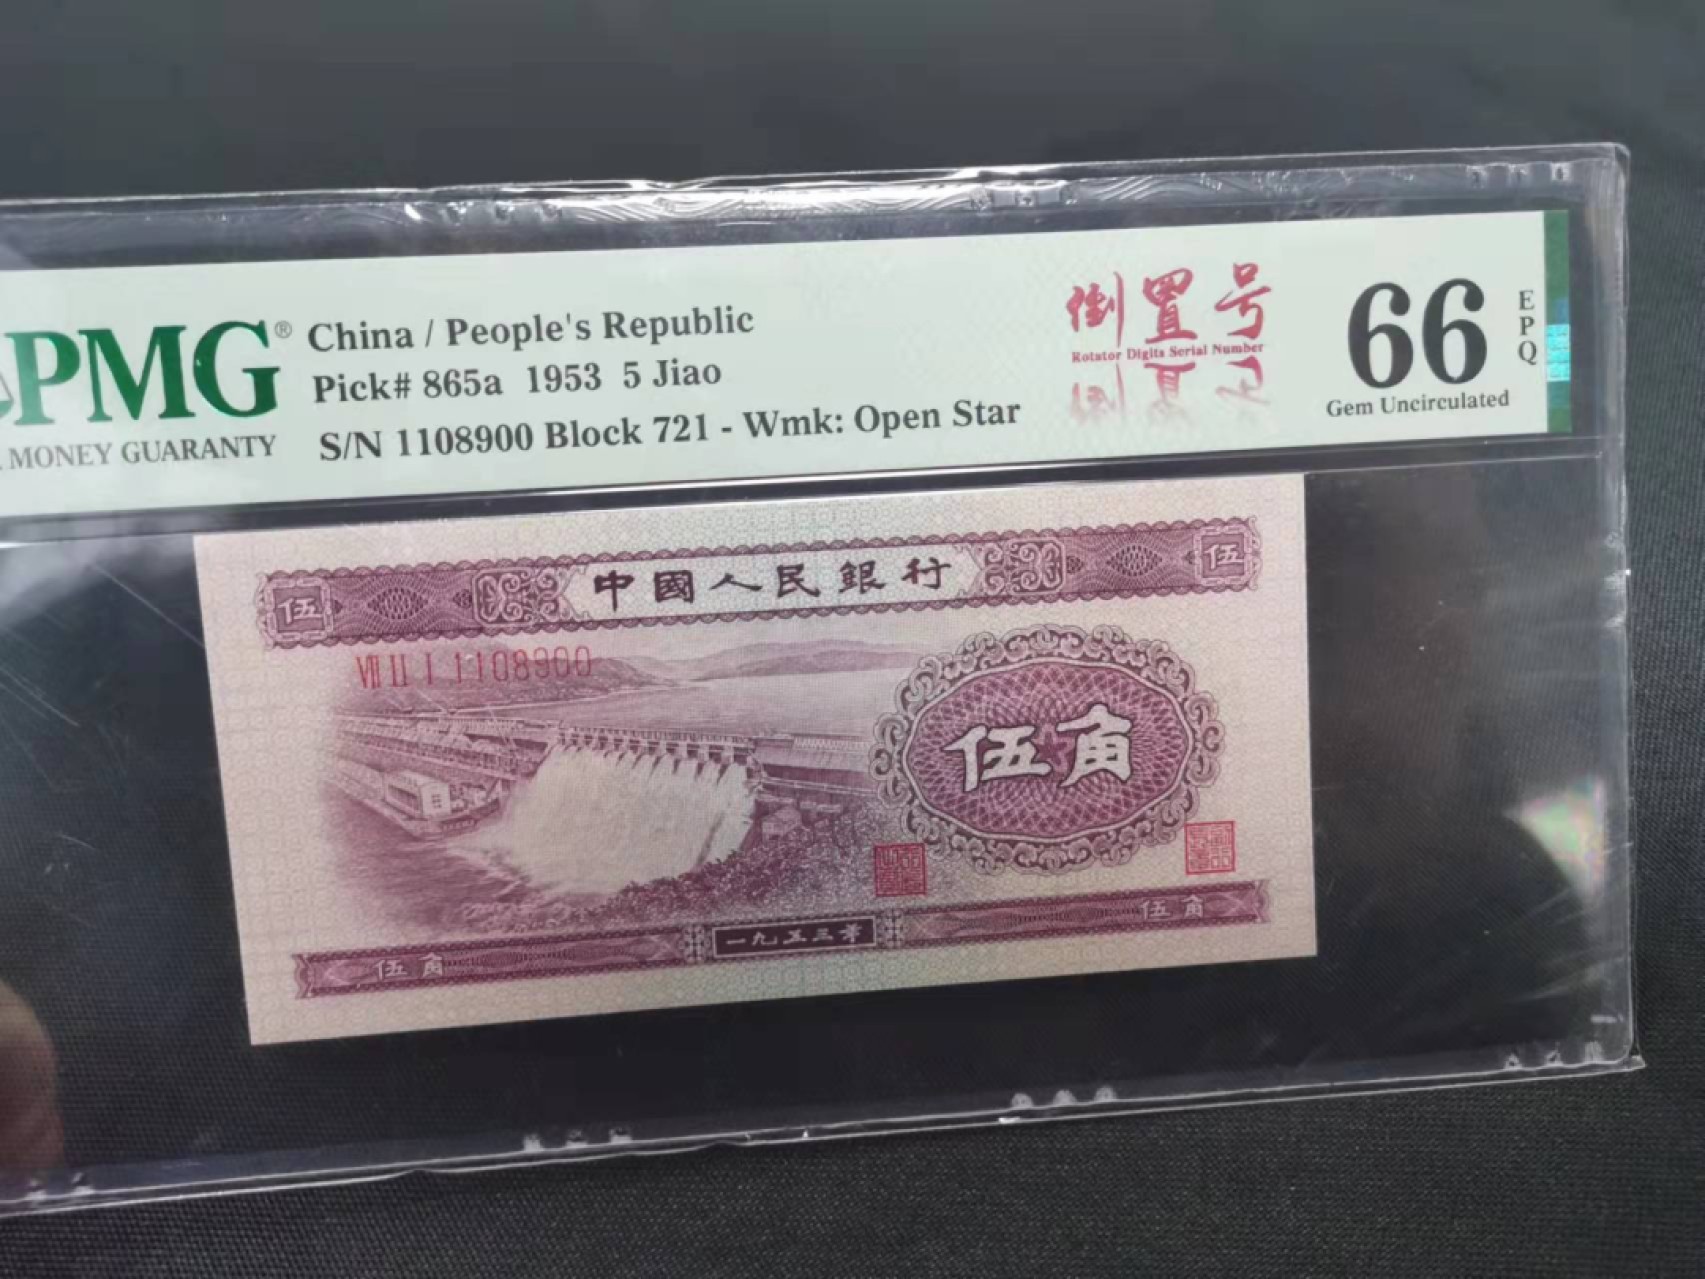 PMG®
MONEY GUARANTY
China / People's Republic
Pick# 865a 1953 5 Jiao
S/N 1108900 Block 721 - Wmk: Open Star
倒置号
Rotator Digits Serial Number
66
EPQ
Gem Uncirculated
伍
中國人民銀行
伍
VII II I 1108900
伍角
伍角
一九五三年
伍角